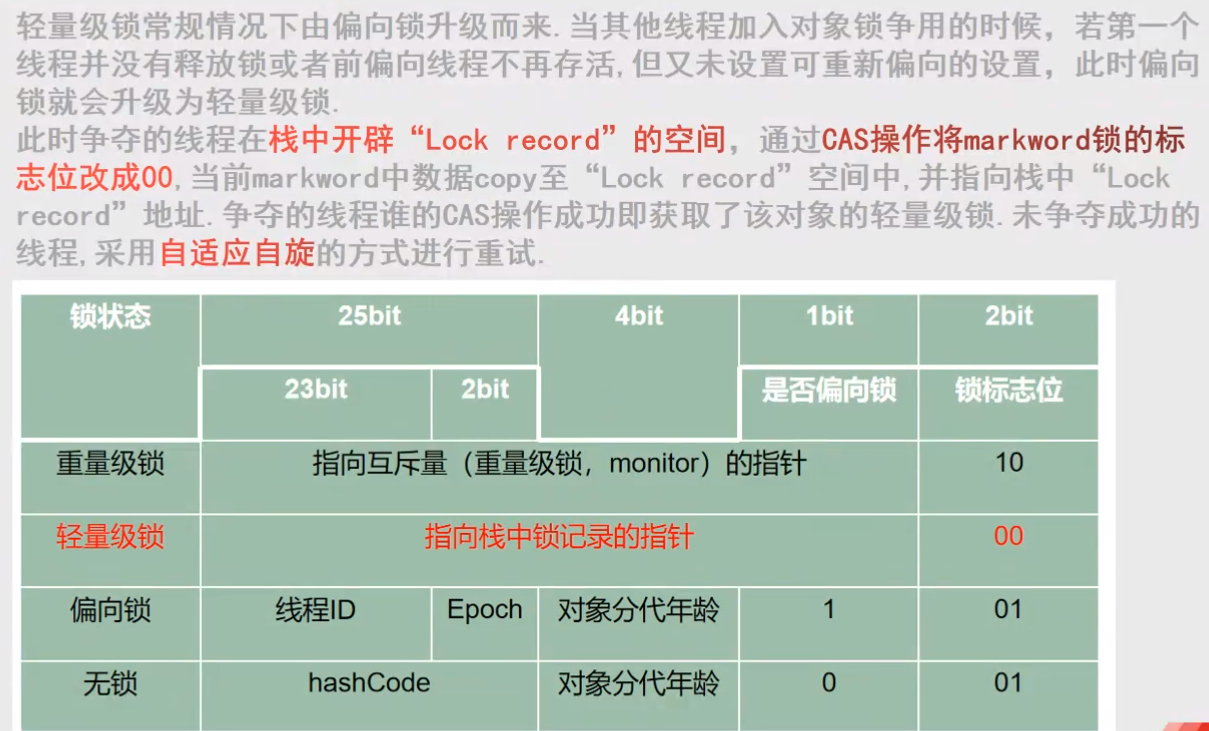 轻量级锁常规情况下由偏向锁升级而来.当其他线程加入对象锁争用的时候，若第一个
线程并没有释放锁或者前偏向线程不再存活,但又未设置可重新偏向的设置，此时偏向
锁就会升级为轻量级锁.
此时争夺的线程在栈中开辟“Lock record”的空间，通过CAS操作将markword锁的标
志位改成00,当前markword中数据copy至“Lock record”空间中,并指向栈中“Lock
record”地址.争夺的线程谁的CAS操作成功即获取了该对象的轻量级锁.未争夺成功的
线程,采用自适应自旋的方式进行重试.
锁状态 25bit 4bit 1bit 2bit
23bit 2bit 是否偏向锁 锁标志位
重量级锁 指向互斥量（重量级锁，monitor）的指针 10
轻量级锁 指向栈中锁记录的指针 00
偏向锁 线程ID Epoch 对象分代年龄 1 01
无锁 hashCode 对象分代年龄 0 01